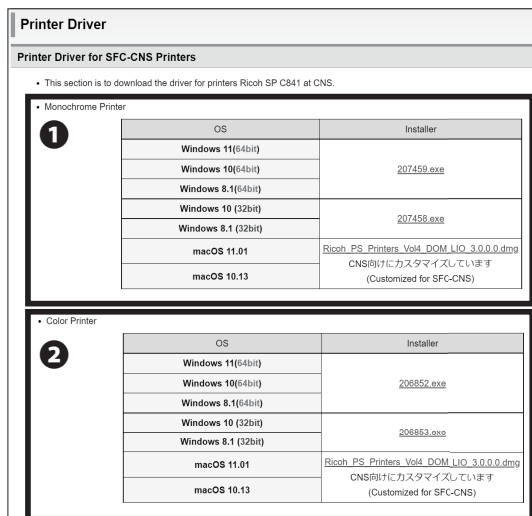 Printer Driver
Printer Driver for SFC-CNS Printers
• This section is to download the driver for printers Ricoh SP C841 at CNS.
• Monochrome Printer
1
OS Installer
Windows 11(64bit)
Windows 10(64bit) 207459.exe
Windows 8.1(64bit)
Windows 10 (32bit)
207458.exe
Windows 8.1 (32bit)
macOS 11.01 Ricoh_PS_Printers_Vol4_DOM_LIO_3.0.0.0.dmg
CNS向けにカスタマイズしています
macOS 10.13 (Customized for SFC-CNS)
• Color Printer
2
OS Installer
Windows 11(64bit)
Windows 10(64bit) 206852.exe
Windows 8.1(64bit)
Windows 10 (32bit)
206853.exe
Windows 8.1 (32bit)
macOS 11.01 Ricoh_PS_Printers_Vol4_DOM_LIO_3.0.0.0.dmg
CNS向けにカスタマイズしています
macOS 10.13 (Customized for SFC-CNS)